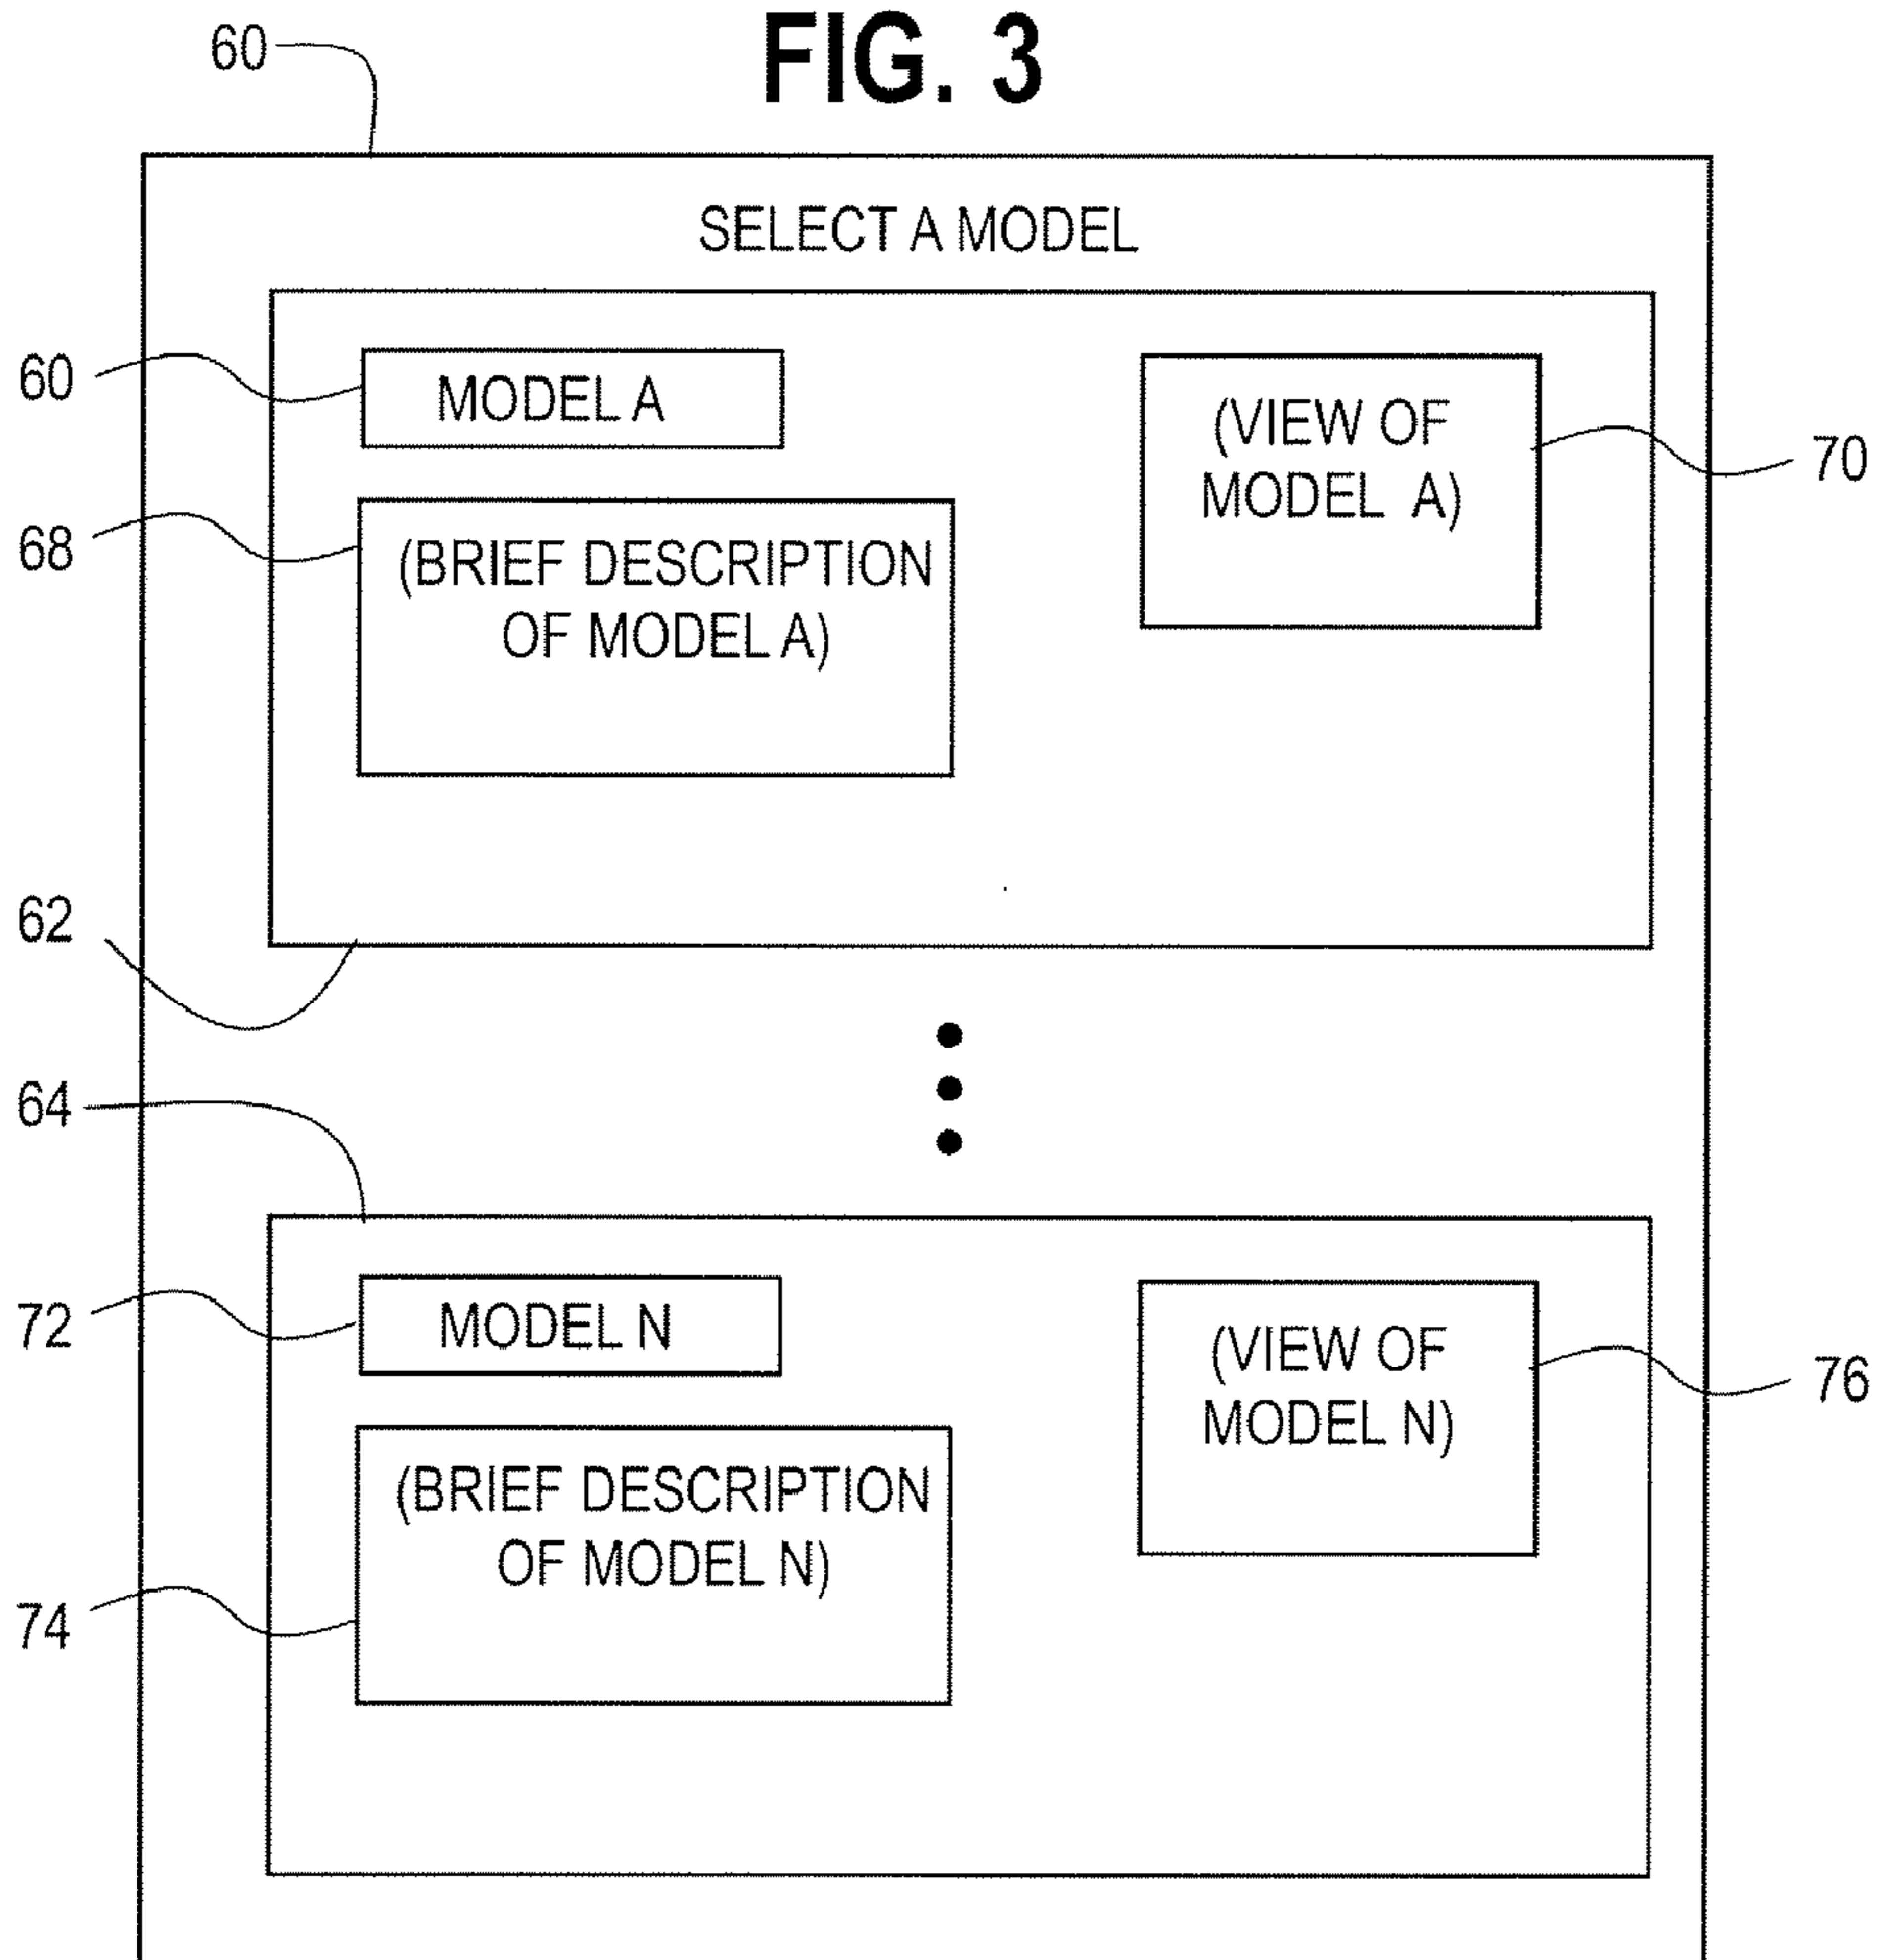 FIG. 3
60
SELECT A MODEL
60
MODEL A
(VIEW OF
MODEL A)
70
68
(BRIEF DESCRIPTION
OF MODEL A)
62
64
72
MODEL N
(VIEW OF
MODEL N)
76
(BRIEF DESCRIPTION
OF MODEL N)
74